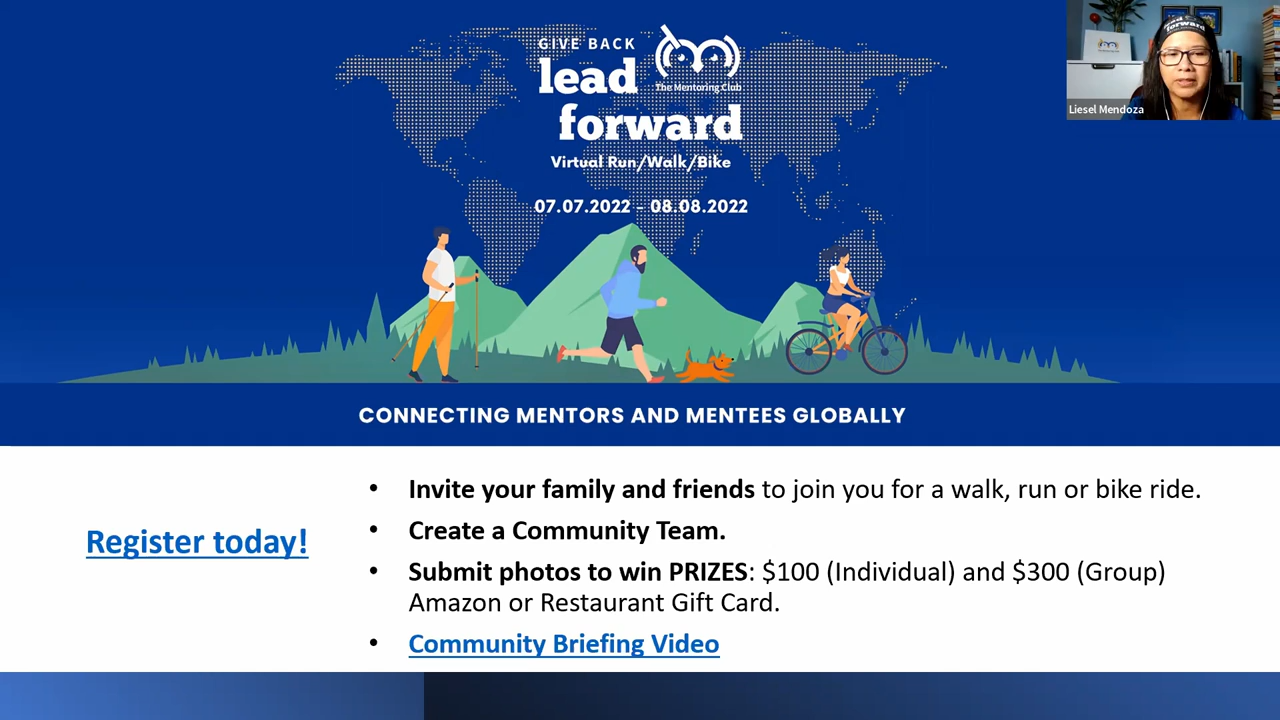 GIVE BACK
lead
The Mentoring Club
forward
Virtual Run/Walk/Bike
07.07.2022 - 08.08.2022
lead
forward
Liesel Mendoza
CONNECTING MENTORS AND MENTEES GLOBALLY
Register today!
• Invite your family and friends to join you for a walk, run or bike ride.
• Create a Community Team.
• Submit photos to win PRIZES: $100 (Individual) and $300 (Group)
Amazon or Restaurant Gift Card.
• Community Briefing Video